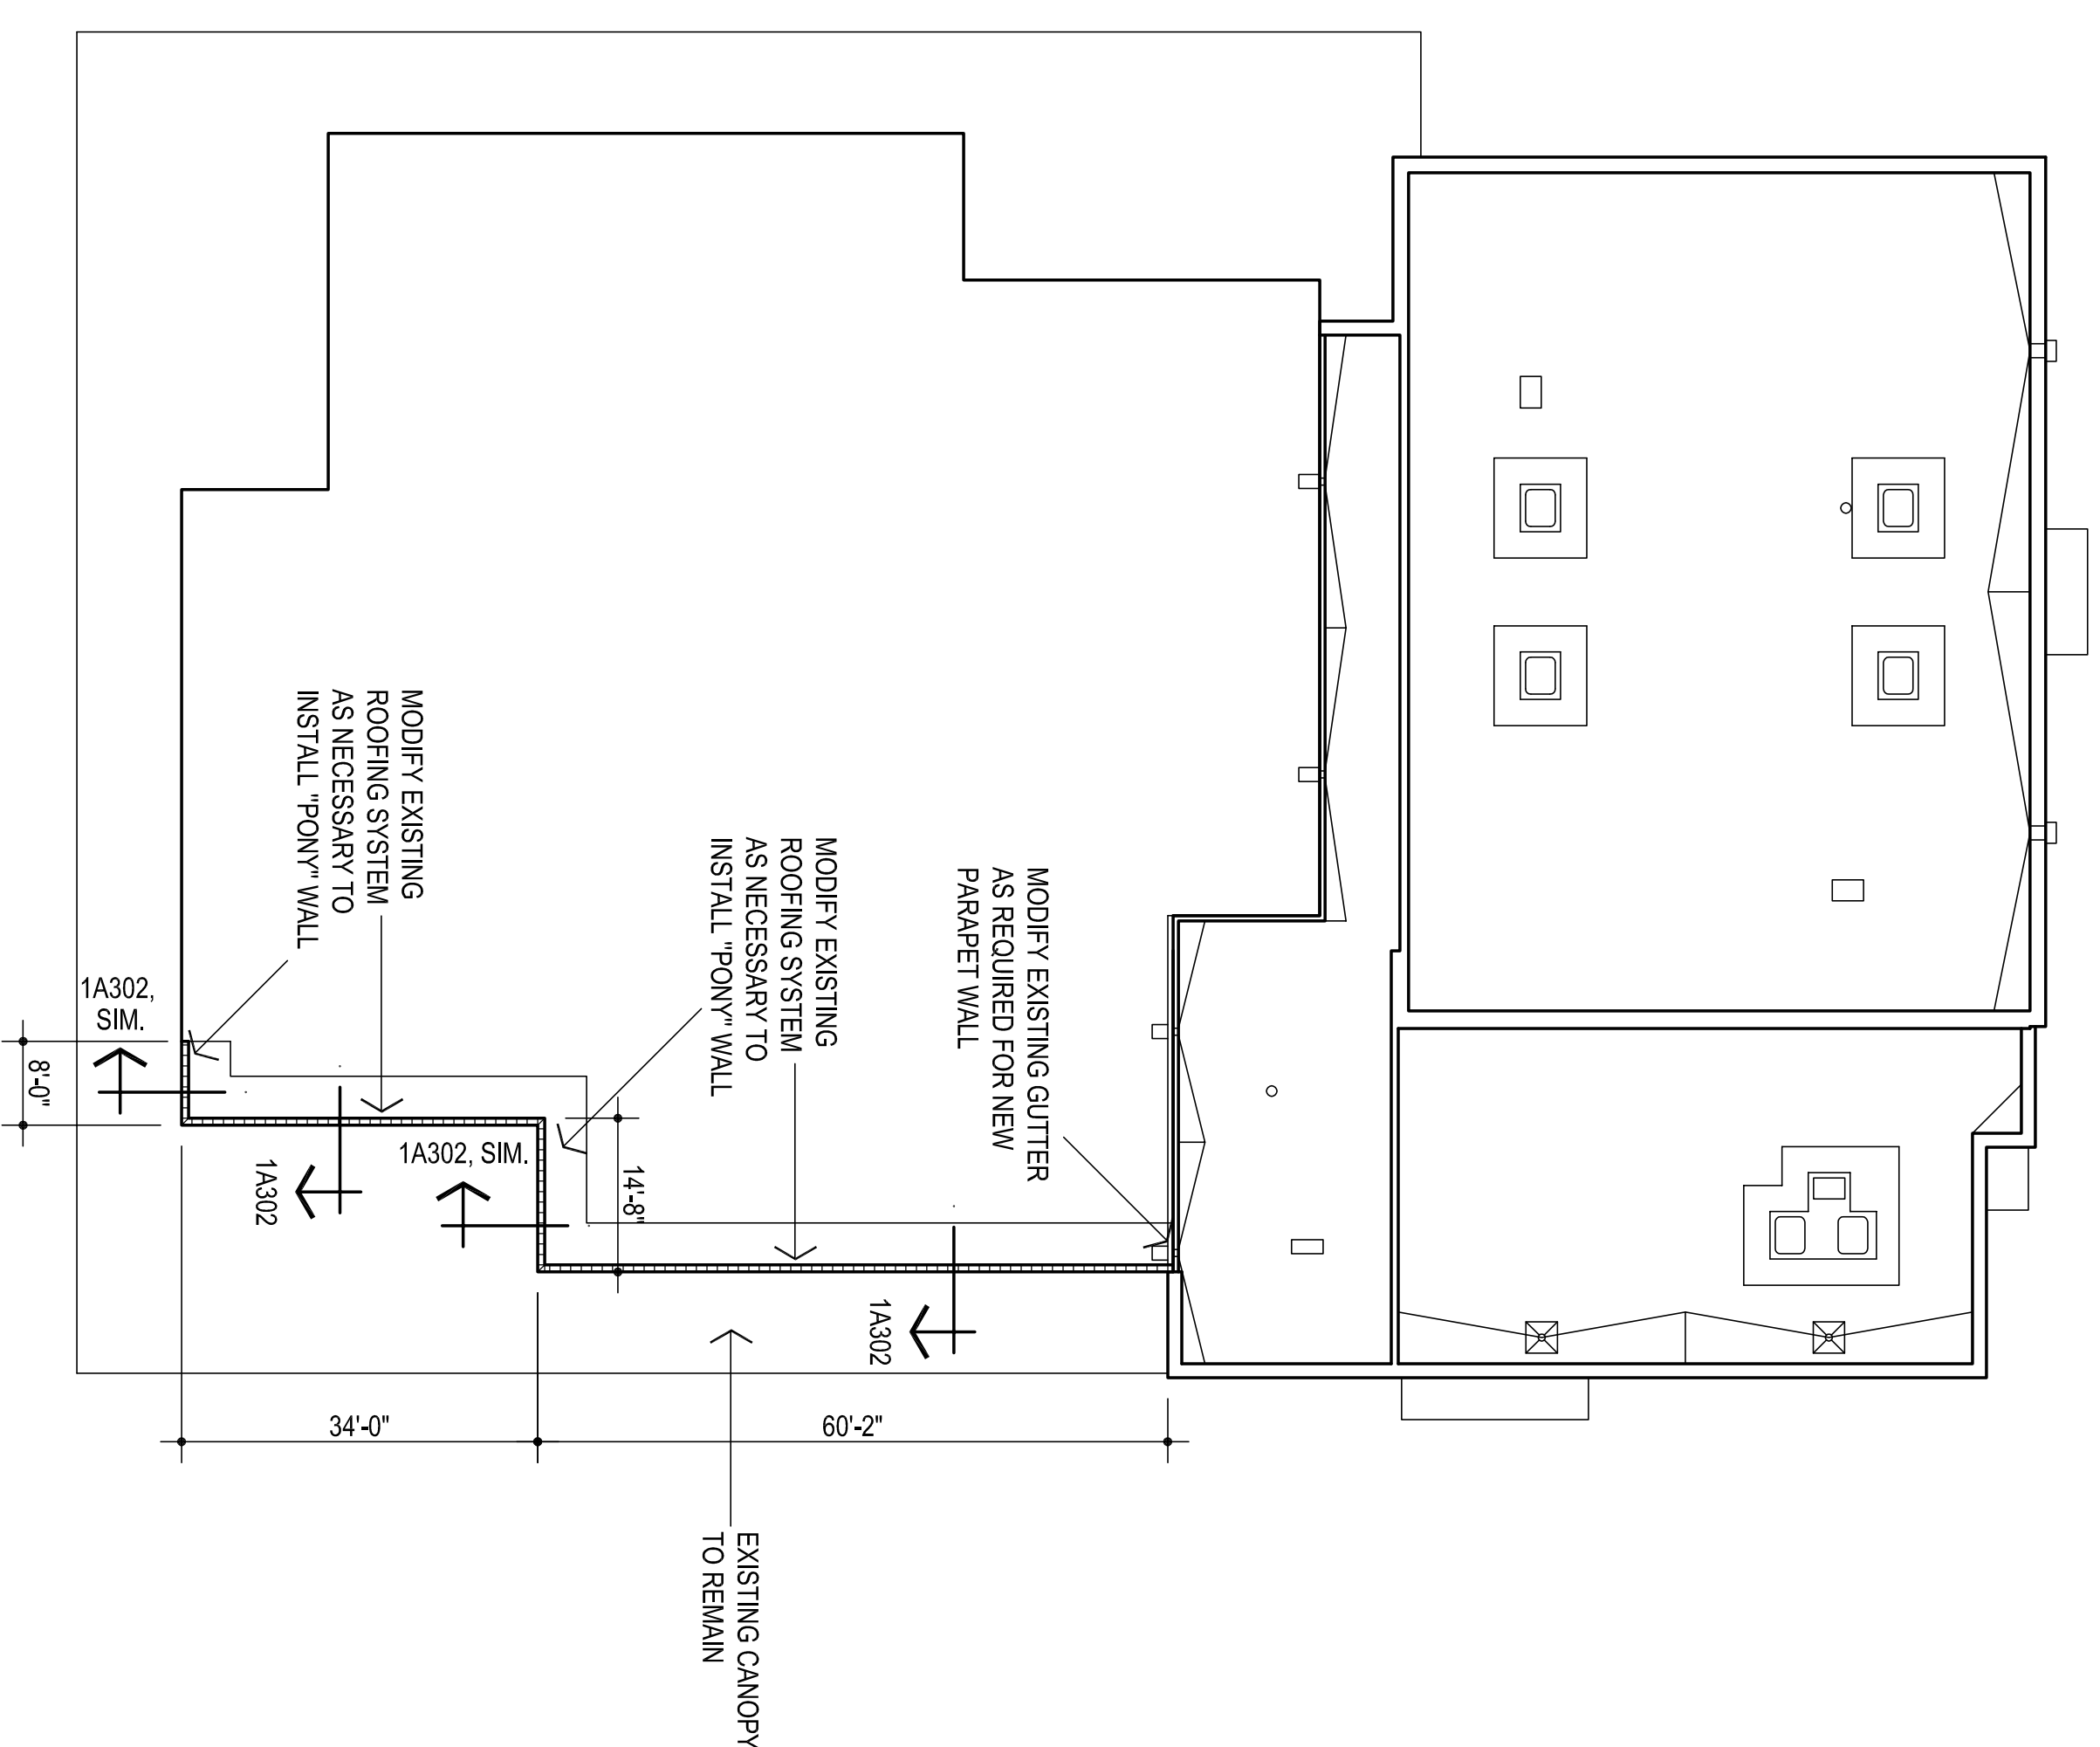 MODIFY EXISTING
ROOFING SYSTEM
AS NECESSARY TO
INSTALL "PONY" WALL
MODIFY EXISTING
ROOFING SYSTEM
AS NECESSARY TO
INSTALL "PONY" WALL
MODIFY EXISTING GUTTER
AS REQUIRED FOR NEW
PARAPET WALL
1A302,
SIM.
8'-0"
1A302
1A302, SIM.
14'-8"
1A302
34'-0"
60'-2"
EXISTING CANOPY
TO REMAIN